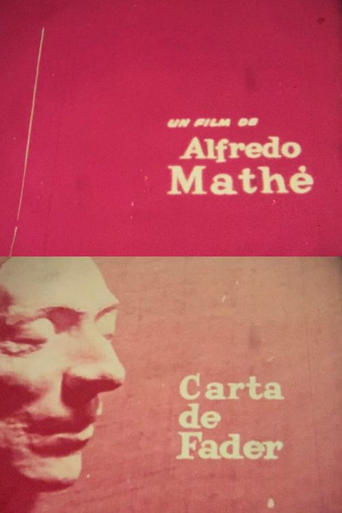 UN FILM DE
Alfredo
Mathé
Carta
de
Fader